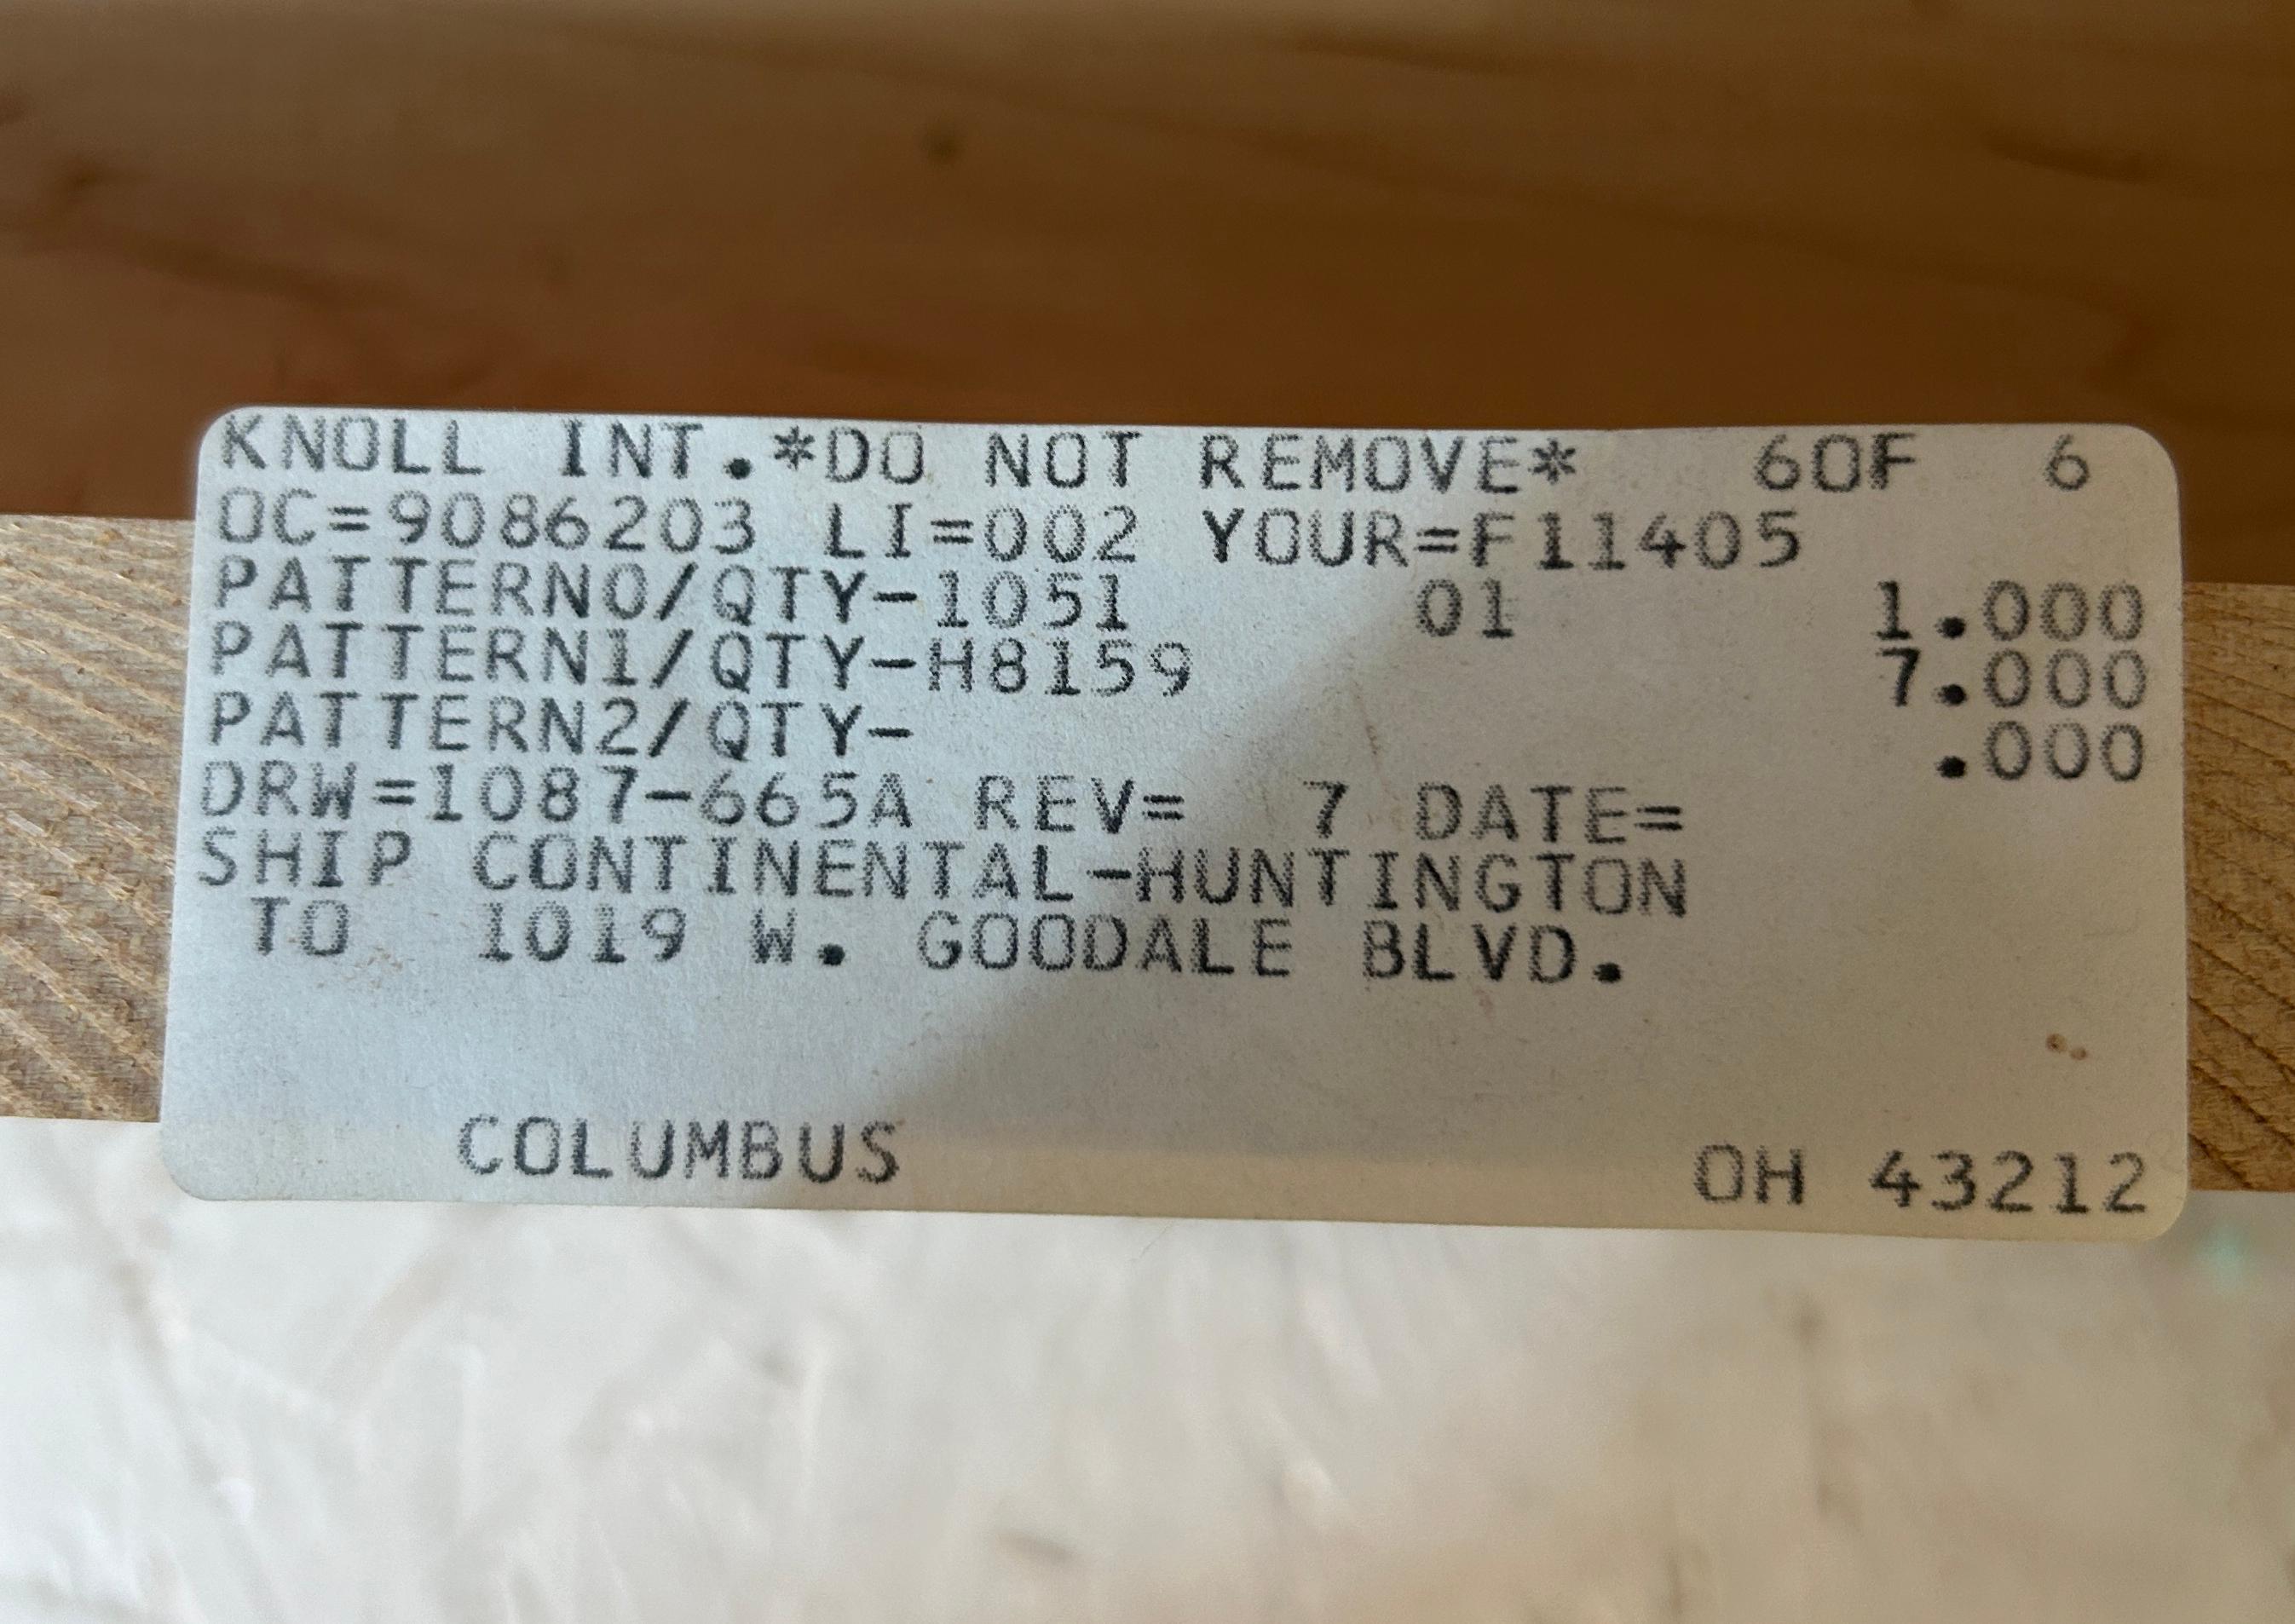 KNOLL INT.*DO NOT REMOVE* 6OF 6
OC=9086203 LI=002 YOUR=F11405
PATTERN0/QTY-1051 01 1.000
PATTERN1/QTY-H8159 7.000
PATTERN2/QTY- .000
DRW=1087-665A REV= 7 DATE=
SHIP CONTINENTAL-HUNTINGTON
TO 1019 W. GOODALE BLVD.
COLUMBUS OH 43212